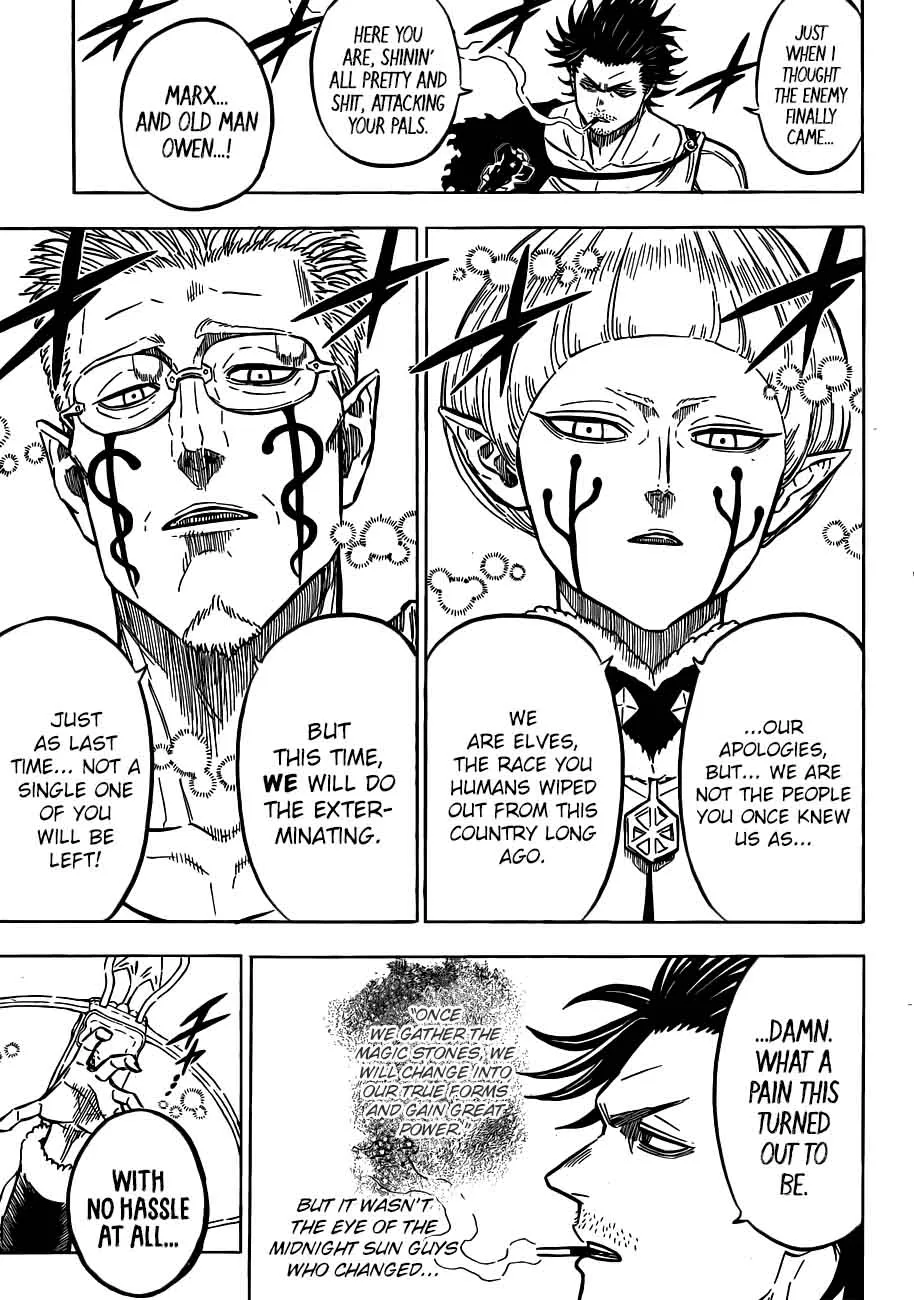 JUST
WHEN I
THOUGHT
THE ENEMY
FINALLY
CAME...
HERE YOU
ARE, SHININ'
ALL PRETTY AND
SHIT, ATTACKING
YOUR PALS.
MARX...
AND OLD MAN
OWEN...!
...OUR
APOLOGIES,
BUT... WE ARE
NOT THE PEOPLE
YOU ONCE KNEW
US AS...
WE
ARE ELVES,
THE RACE YOU
HUMANS WIPED
OUT FROM THIS
COUNTRY LONG
AGO.
BUT
THIS TIME,
WE WILL DO
THE EXTER-
MINATING.
JUST
AS LAST
TIME... NOT A
SINGLE ONE
OF YOU
WILL BE
LEFT!
...DAMN.
WHAT A
PAIN THIS
TURNED
OUT TO
BE.
"ONCE
WE GATHER THE
MAGIC STONES, WE
WILL CHANGE INTO
OUR TRUE FORMS
AND GAIN GREAT
POWER."
BUT IT WASN'T
THE EYE OF THE
MIDNIGHT SUN GUYS
WHO CHANGED...
WITH
NO HASSLE
AT ALL...